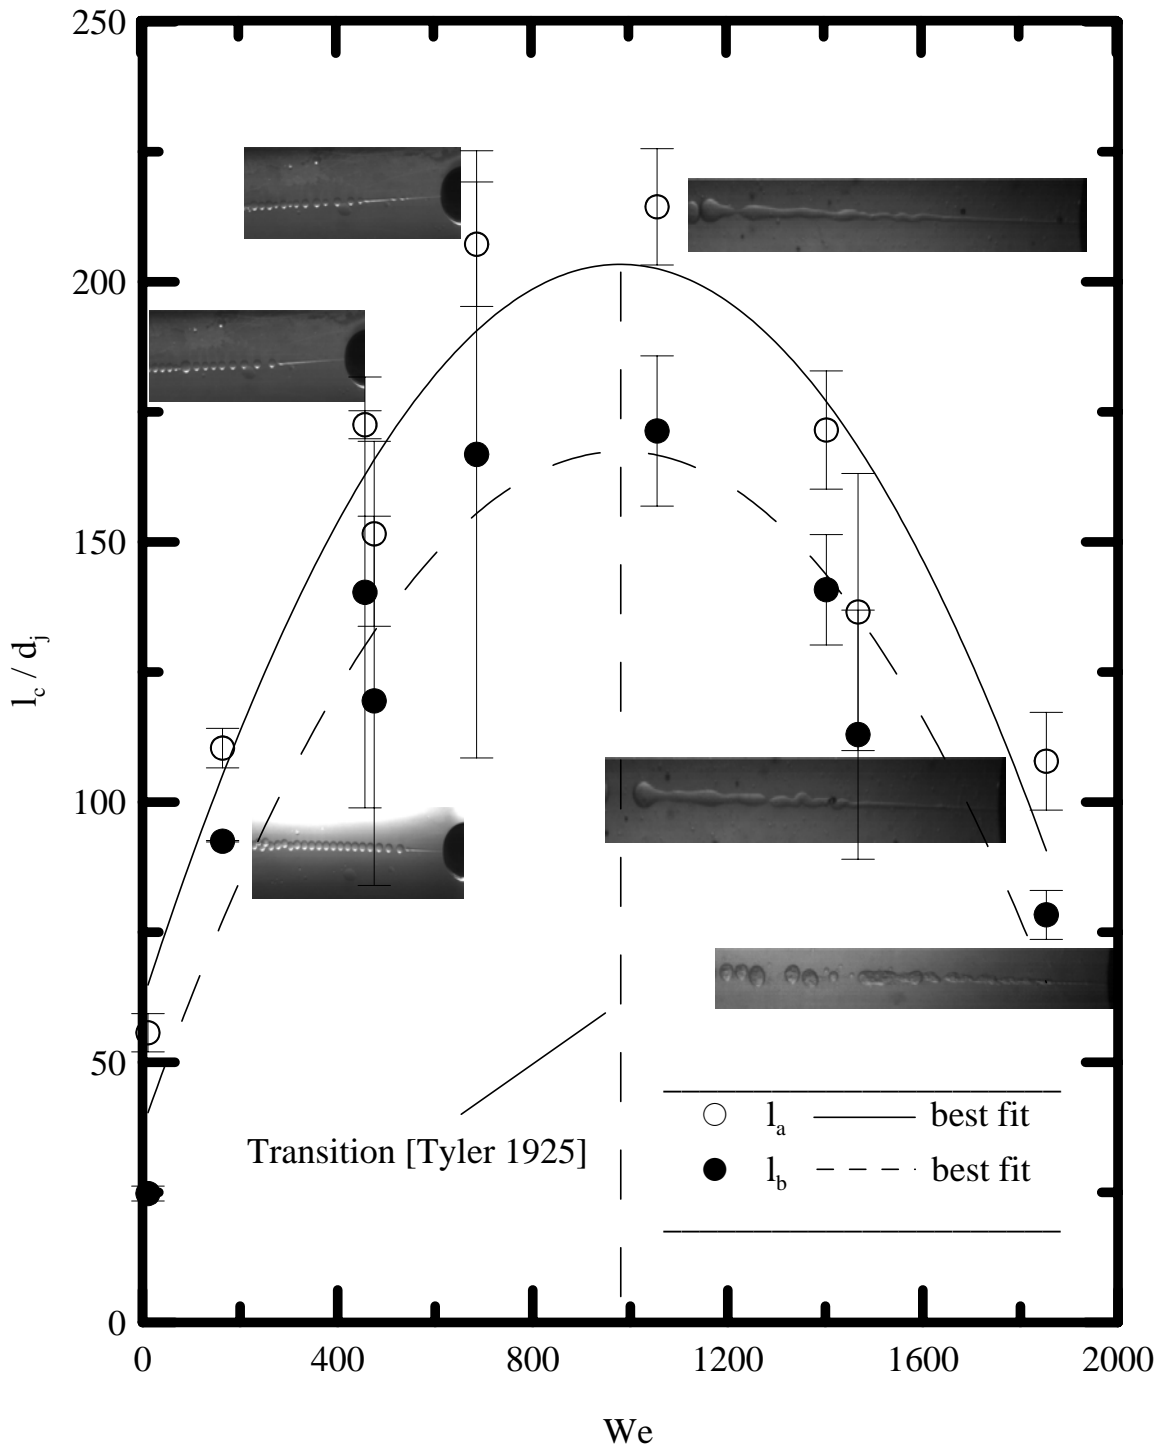 250
200
150
100
50
0
l_c / d_j
0 400 800 1200 1600 2000
We
Transition [Tyler 1925]
l_a best fit
l_b best fit